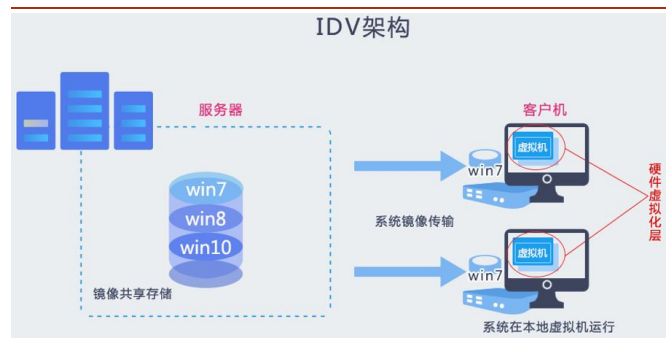 IDV架构
服务器
客户机
虚拟机
win7
硬件虚拟化层
win7
win8
win10
系统镜像传输
虚拟机
win7
镜像共享存储
系统在本地虚拟机运行